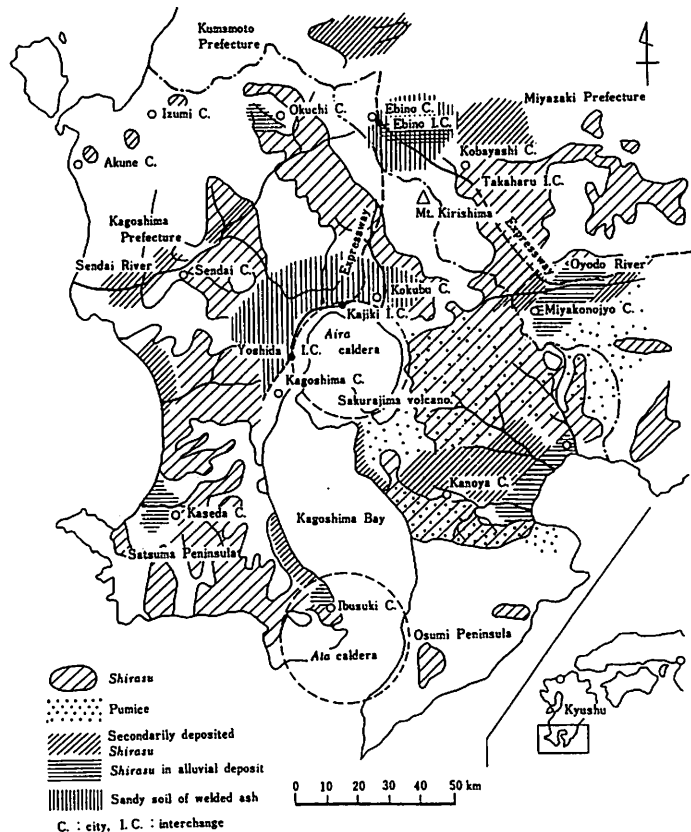 Kumamoto
Prefecture
Izumi C.
Okuchi C.
Ebino C.
Ebino I.C.
Miyazaki Prefecture
Akune C.
Kobayashi C.
Takaharu I.C.
Mt. Kirishima
Kagoshima
Prefecture
Expressway
Expressway
Sendai River
Sendai C.
Oyodo River
Kokubu C.
Kajiki I.C.
Miyakonojyo C.
Aira
caldera
Yoshida I.C.
Kagoshima C.
Sakurajima volcano.
Kanoya C.
Kaseda C.
Kagoshima Bay
Satsuma Peninsula
Ibusuki C.
Ata caldera
Osumi Peninsula
Kyushu
Shirasu
Pumice
Secondarily deposited
Shirasu
Shirasu in alluvial deposit
Sandy soil of welded ash
C. : city, I. C. : interchange
0 10 20 30 40 50 km